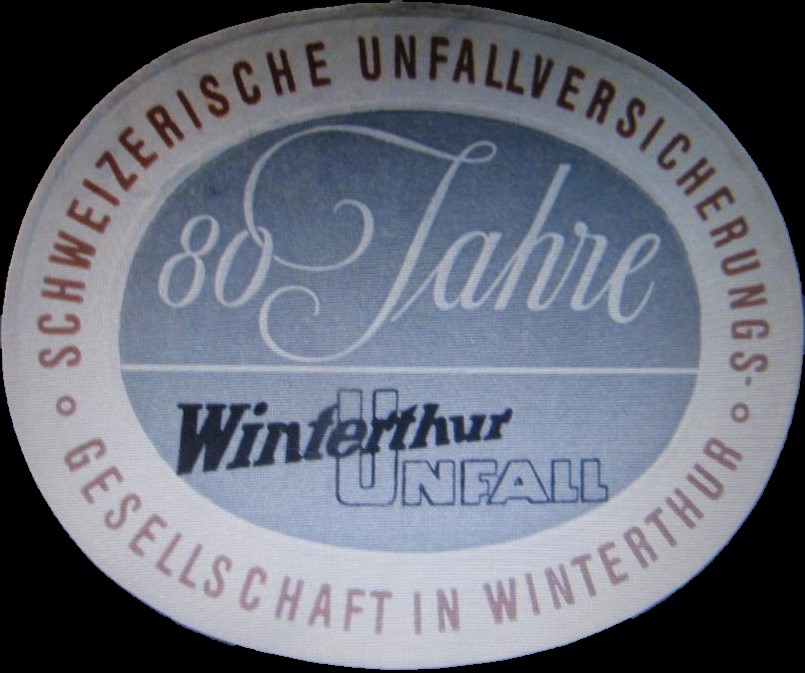 SCHWEIZERISCHE UNFALLVERSICHERUNGS-
80 Jahre
Winterthur
UNFALL
GESELLSCHAFT IN WINTERTHUR